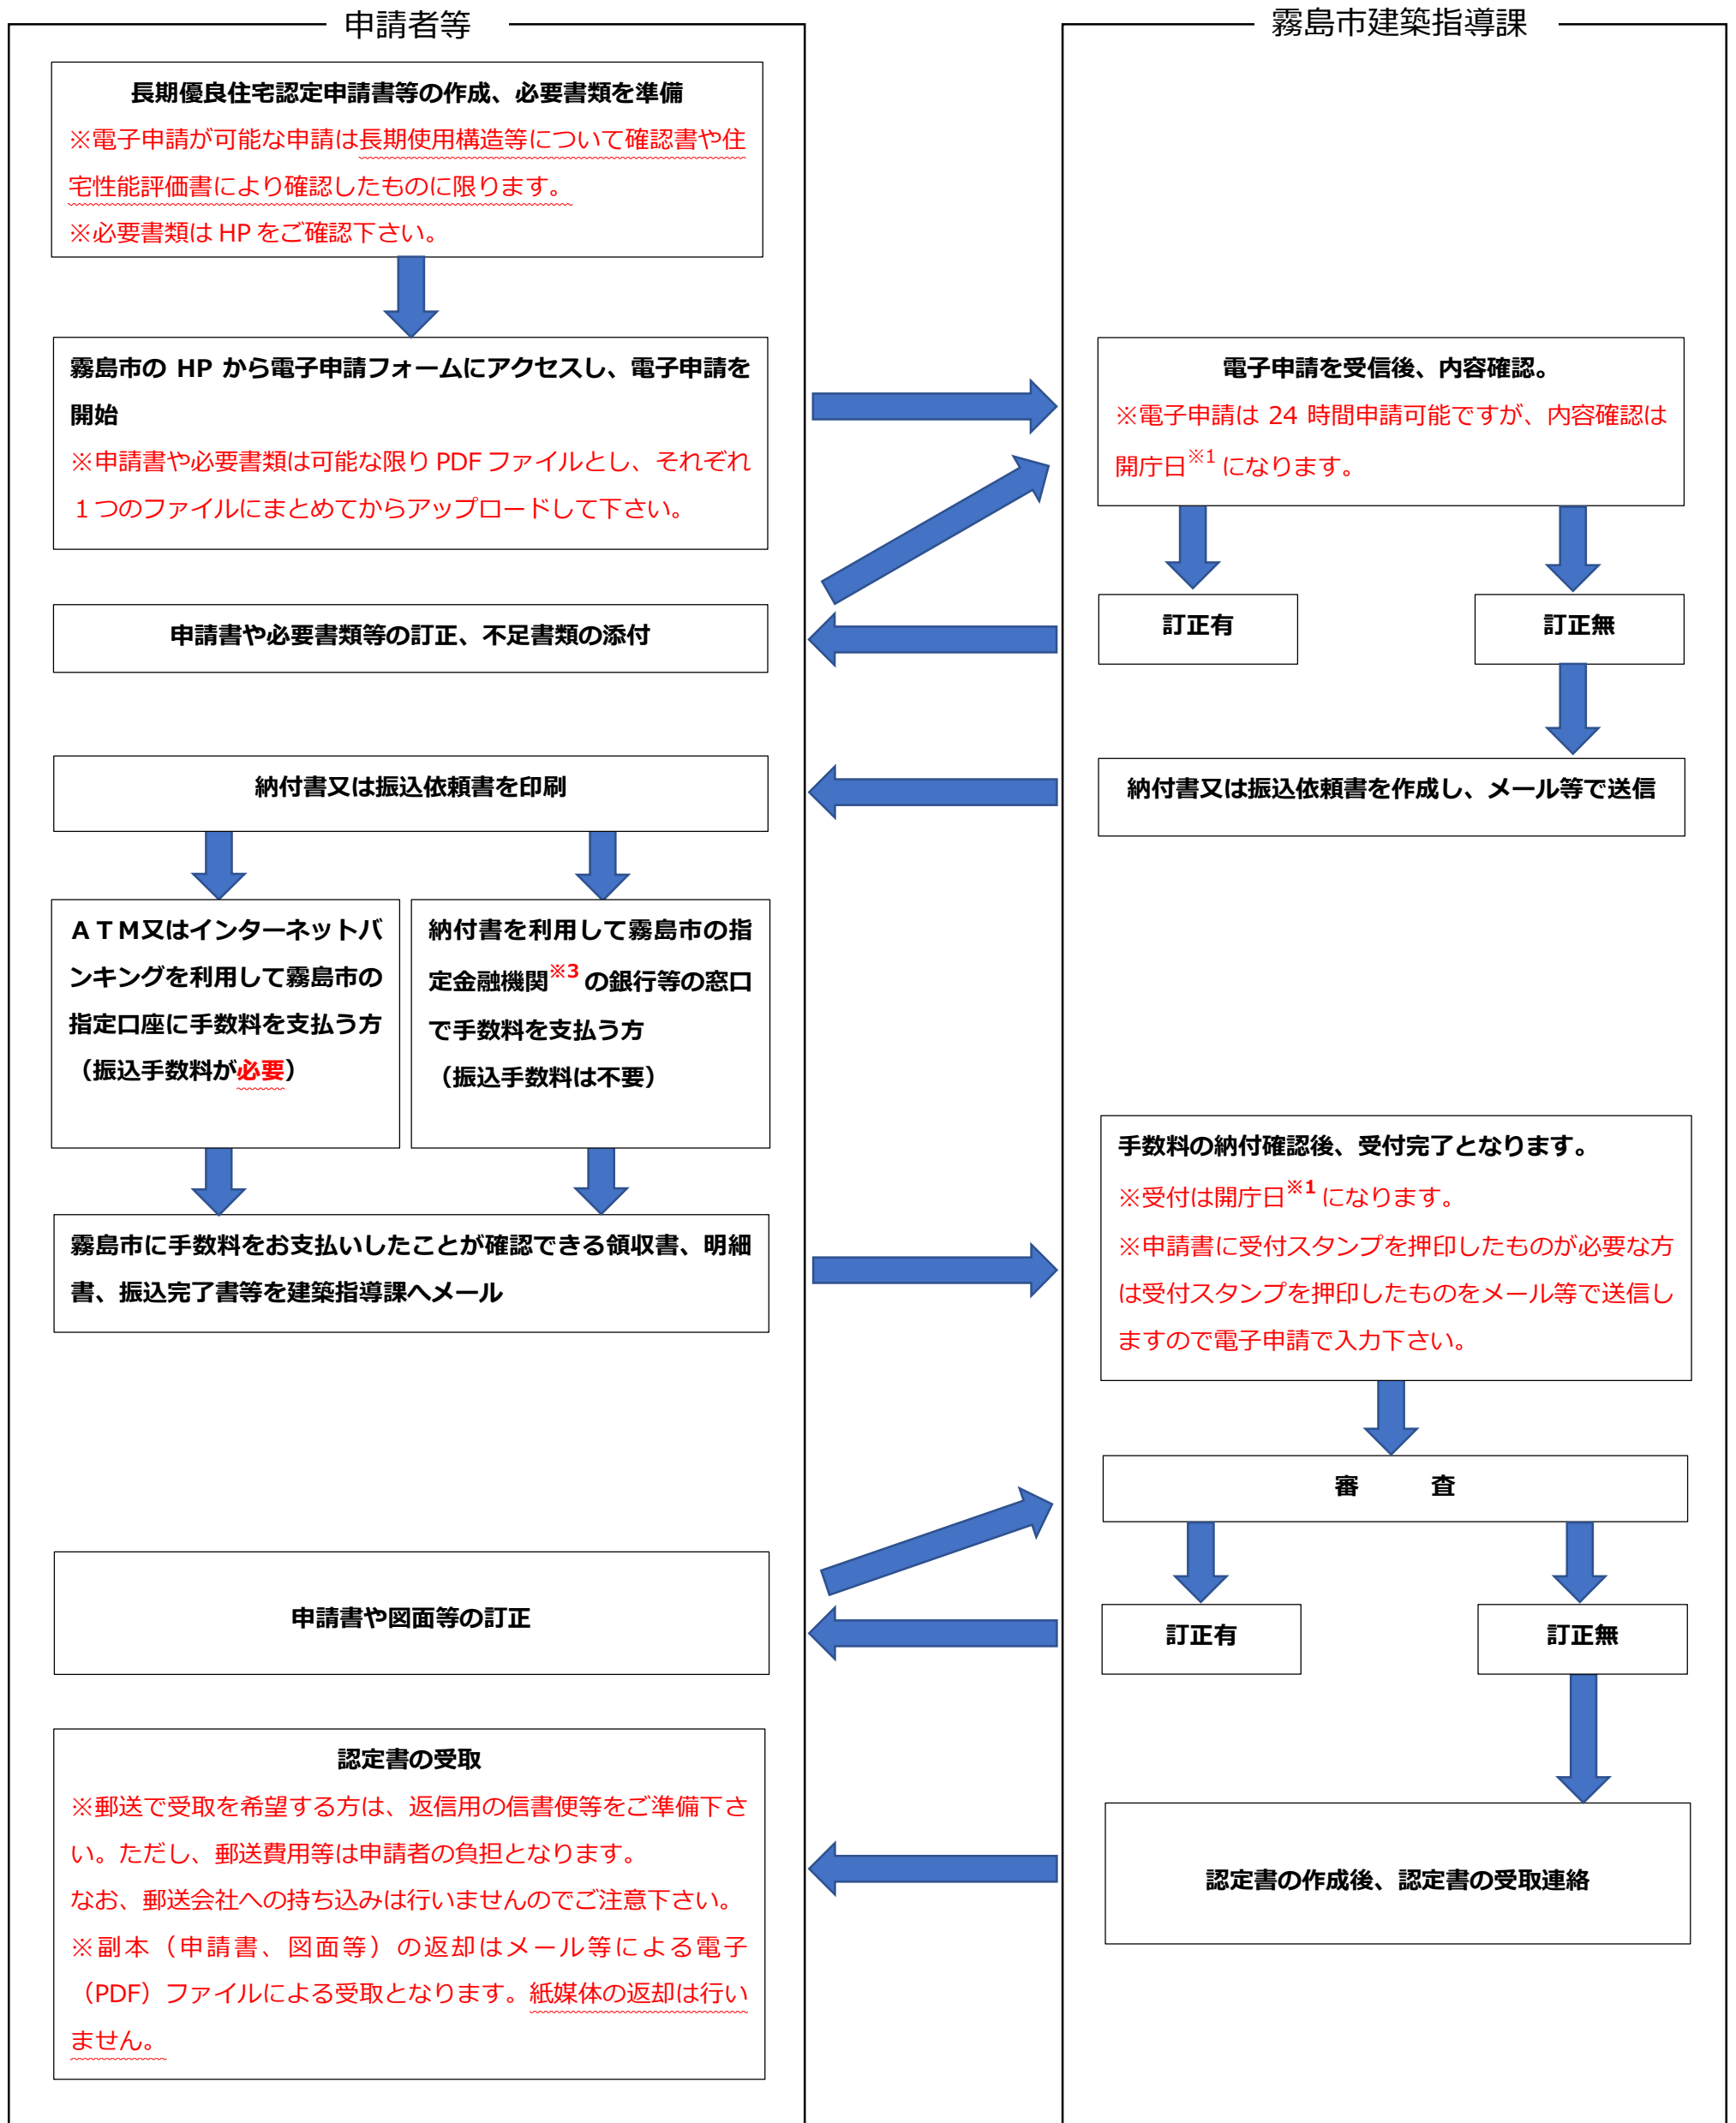 申請者等
長期優良住宅認定申請書等の作成、必要書類を準備
※電子申請が可能な申請は長期使用構造等について確認書や住
宅性能評価書により確認したものに限ります。
※必要書類は HP をご確認下さい。
霧島市の HP から電子申請フォームにアクセスし、電子申請を
開始
※申請書や必要書類は可能な限り PDF ファイルとし、それぞれ
１つのファイルにまとめてからアップロードして下さい。
申請書や必要書類等の訂正、不足書類の添付
納付書又は振込依頼書を印刷
ＡＴＭ又はインターネットバ
ンキングを利用して霧島市の
指定口座に手数料を支払う方
（振込手数料が必要）
納付書を利用して霧島市の指
定金融機関※3 の銀行等の窓口
で手数料を支払う方
（振込手数料は不要）
霧島市に手数料をお支払いしたことが確認できる領収書、明細
書、振込完了書等を建築指導課へメール
申請書や図面等の訂正
認定書の受取
※郵送で受取を希望する方は、返信用の信書便等をご準備下さ
い。ただし、郵送費用等は申請者の負担となります。
なお、郵送会社への持ち込みは行いませんのでご注意下さい。
※副本（申請書、図面等）の返却はメール等による電子
（PDF）ファイルによる受取となります。紙媒体の返却は行い
ません。
霧島市建築指導課
電子申請を受信後、内容確認。
※電子申請は 24 時間申請可能ですが、内容確認は
開庁日※1 になります。
訂正有
訂正無
納付書又は振込依頼書を作成し、メール等で送信
手数料の納付確認後、受付完了となります。
※受付は開庁日※1 になります。
※申請書に受付スタンプを押印したものが必要な方
は受付スタンプを押印したものをメール等で送信し
ますので電子申請で入力下さい。
審　　　査
訂正有
訂正無
認定書の作成後、認定書の受取連絡